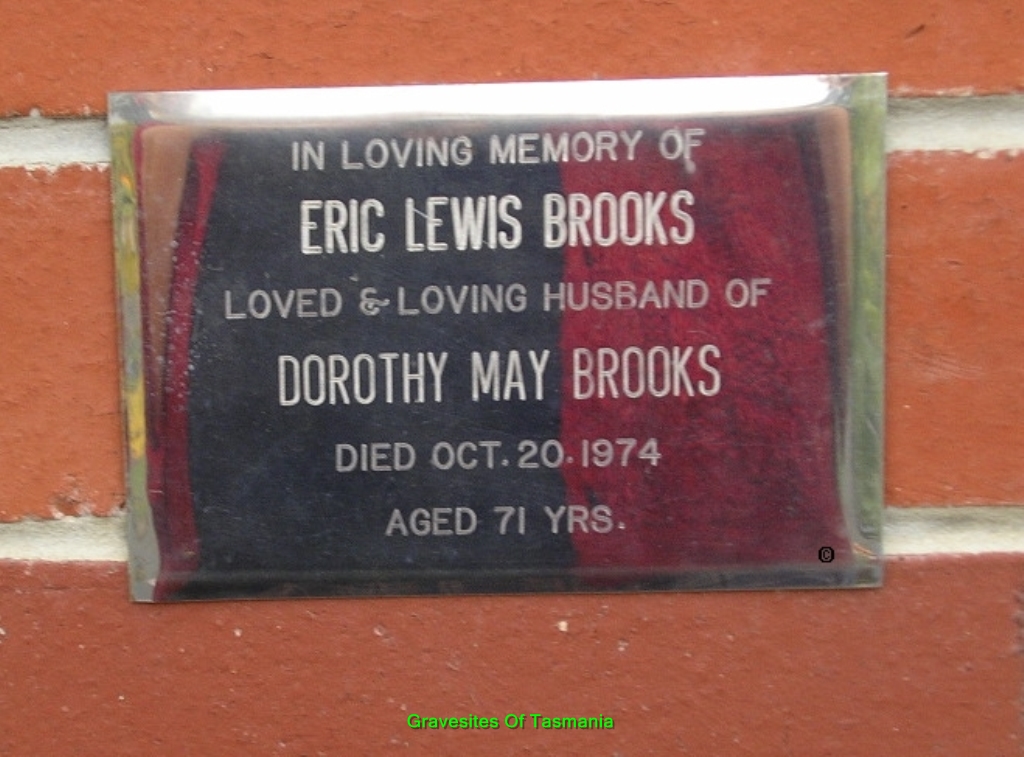 IN LOVING MEMORY OF
ERIC LEWIS BROOKS
LOVED & LOVING HUSBAND OF
DOROTHY MAY BROOKS
DIED OCT. 20. 1974
AGED 71 YRS.
©
Gravesites Of Tasmania